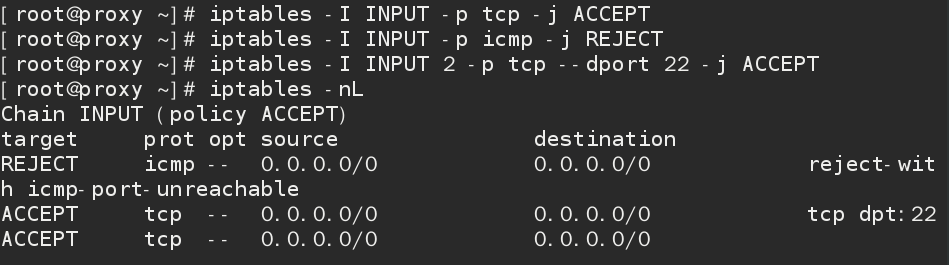 [root@proxy ~]# iptables -I INPUT -p tcp -j ACCEPT
[root@proxy ~]# iptables -I INPUT -p icmp -j REJECT
[root@proxy ~]# iptables -I INPUT 2 -p tcp --dport 22 -j ACCEPT
[root@proxy ~]# iptables -nL
Chain INPUT (policy ACCEPT)
target     prot opt source               destination
REJECT     icmp --  0.0.0.0/0            0.0.0.0/0            reject-wit
h icmp-port-unreachable
ACCEPT     tcp  --  0.0.0.0/0            0.0.0.0/0            tcp dpt:22
ACCEPT     tcp  --  0.0.0.0/0            0.0.0.0/0